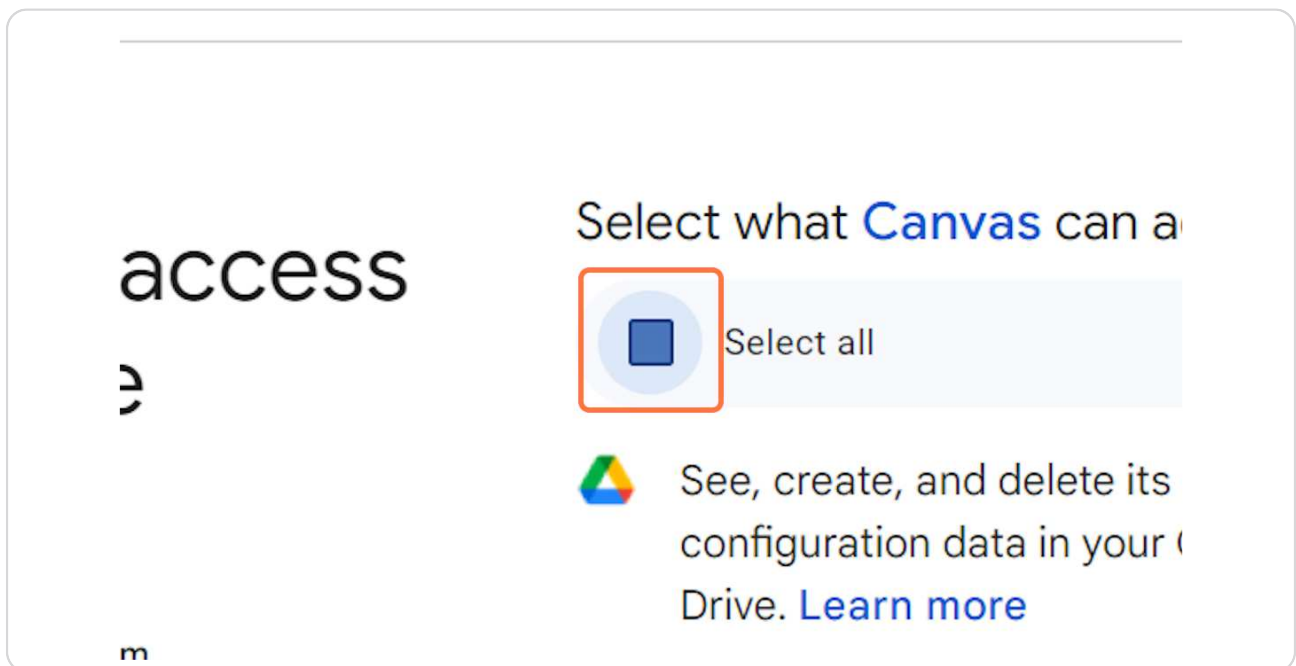 access
e
m
Select what Canvas can a
Select all
See, create, and delete its
configuration data in your
Drive. Learn more